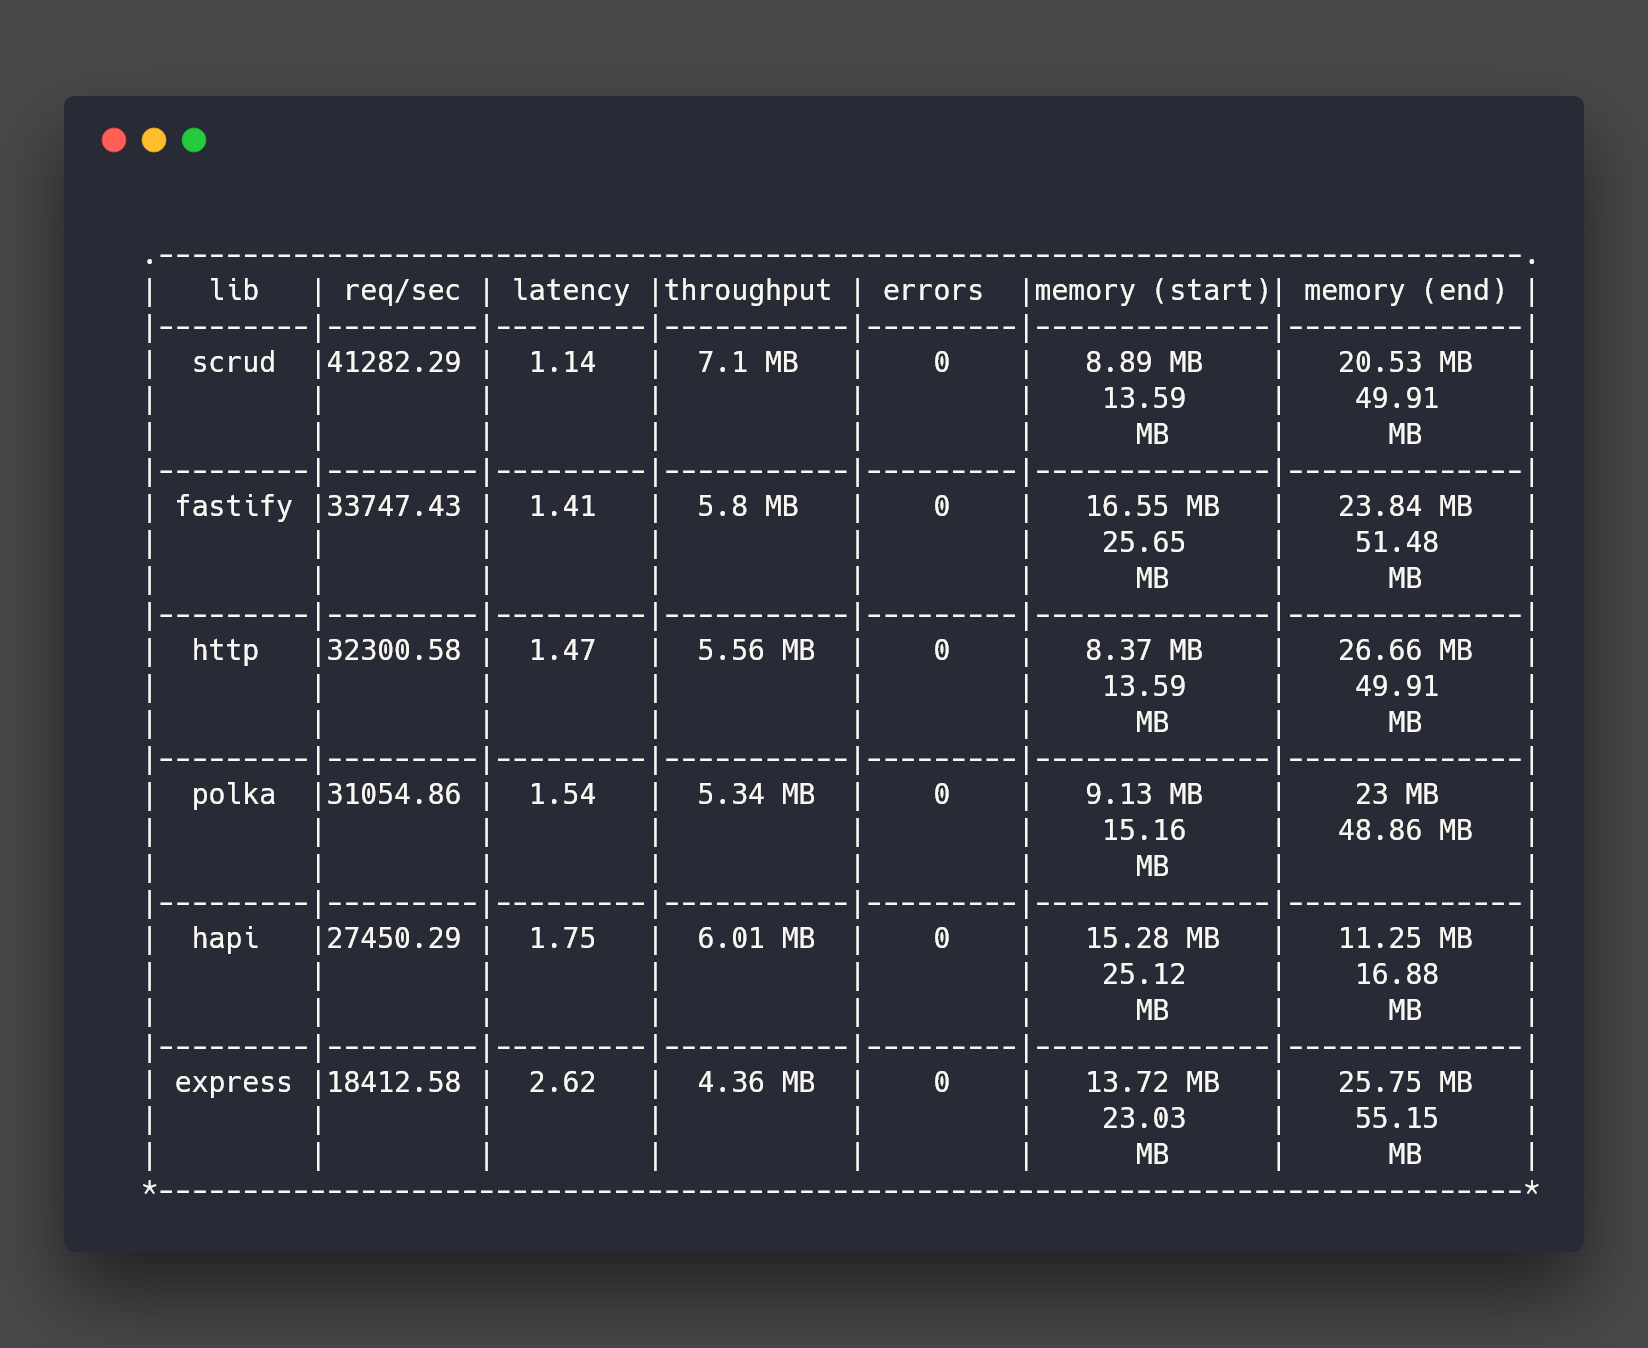 .---------------------------------------------------------------------------------.
|   lib   | req/sec | latency |throughput | errors  |memory (start)| memory (end) |
|---------|---------|---------|-----------|---------|--------------|--------------|
|  scrud  |41282.29 |  1.14   |  7.1 MB   |    0    |   8.89 MB    |   20.53 MB   |
|         |         |         |           |         |    13.59     |    49.91     |
|         |         |         |           |         |      MB      |      MB      |
|---------|---------|---------|-----------|---------|--------------|--------------|
| fastify |33747.43 |  1.41   |  5.8 MB   |    0    |   16.55 MB   |   23.84 MB   |
|         |         |         |           |         |    25.65     |    51.48     |
|         |         |         |           |         |      MB      |      MB      |
|---------|---------|---------|-----------|---------|--------------|--------------|
|  http   |32300.58 |  1.47   |  5.56 MB  |    0    |   8.37 MB    |   26.66 MB   |
|         |         |         |           |         |    13.59     |    49.91     |
|         |         |         |           |         |      MB      |      MB      |
|---------|---------|---------|-----------|---------|--------------|--------------|
|  polka  |31054.86 |  1.54   |  5.34 MB  |    0    |   9.13 MB    |    23 MB     |
|         |         |         |           |         |    15.16     |   48.86 MB   |
|         |         |         |           |         |      MB      |              |
|---------|---------|---------|-----------|---------|--------------|--------------|
|  hapi   |27450.29 |  1.75   |  6.01 MB  |    0    |   15.28 MB   |   11.25 MB   |
|         |         |         |           |         |    25.12     |    16.88     |
|         |         |         |           |         |      MB      |      MB      |
|---------|---------|---------|-----------|---------|--------------|--------------|
| express |18412.58 |  2.62   |  4.36 MB  |    0    |   13.72 MB   |   25.75 MB   |
|         |         |         |           |         |    23.03     |    55.15     |
|         |         |         |           |         |      MB      |      MB      |
*---------------------------------------------------------------------------------*